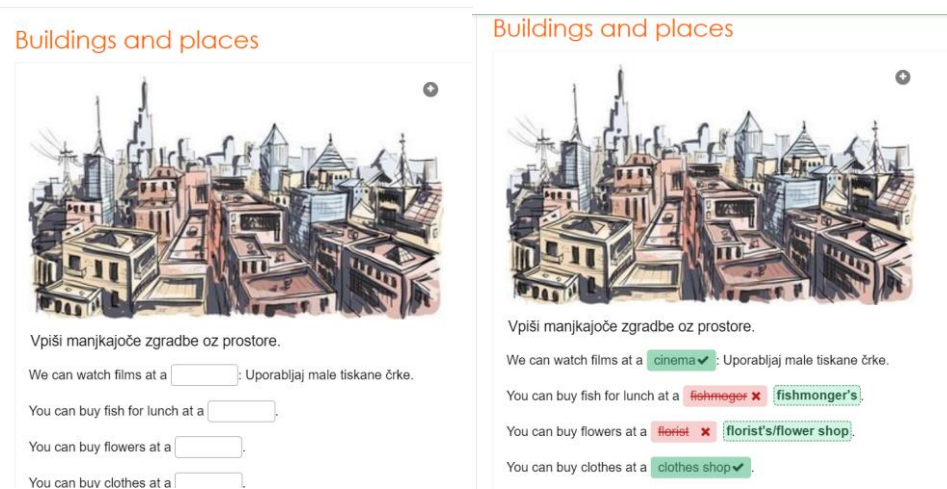 Buildings and places
Vpiši manjkajoče zgradbe oz prostore.
We can watch films at a : Uporabljaj male tiskane črke.
You can buy fish for lunch at a .
You can buy flowers at a .
You can buy clothes at a .
Buildings and places
Vpiši manjkajoče zgradbe oz prostore.
We can watch films at a cinema✔ : Uporabljaj male tiskane črke.
You can buy fish for lunch at a fishmoger ✖ fishmonger's.
You can buy flowers at a florist ✖ florist's/flower shop.
You can buy clothes at a clothes shop✔ .